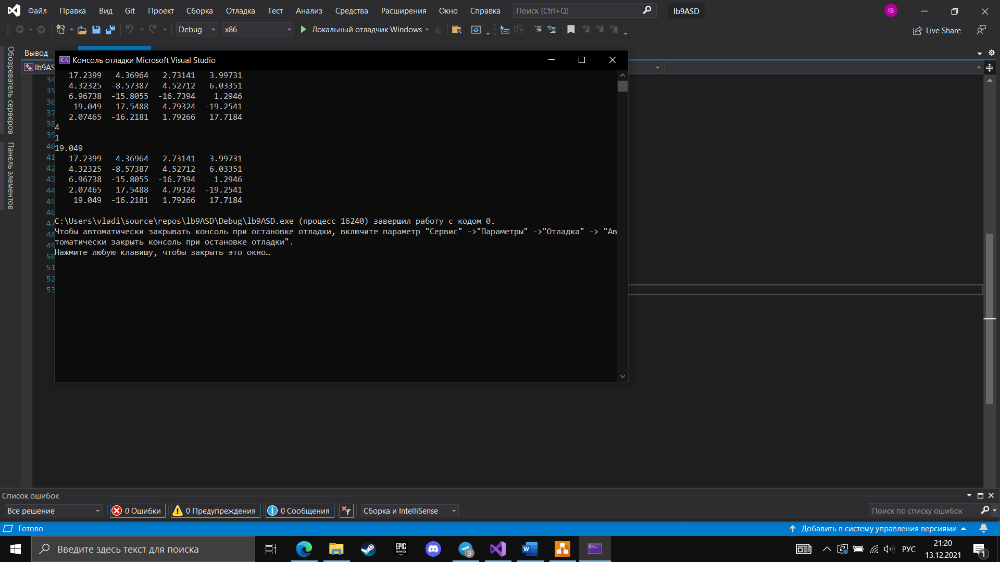 Файл Правка Вид Git Проект Сборка Отладка Тест Анализ Средства Расширения Окно Справка Поиск (Ctrl+Q) lb9ASD IB
Debug x86 Локальный отладчик Windows Live Share
Обозреватель серверов
Панель элементов
Вывод
lb9AS
Консоль отладки Microsoft Visual Studio
34
35
36
37
38
39
40
41
42
43
44
45
46
47
48
49
50
51
52
53
17.2399 4.36964 2.73141 3.99731
4.32325 -8.57387 4.52712 6.03351
6.96738 -15.8055 -16.7394 1.2946
19.049 17.5488 4.79324 -19.2541
2.07465 -16.2181 1.79266 17.7184
4
1
19.049
17.2399 4.36964 2.73141 3.99731
4.32325 -8.57387 4.52712 6.03351
6.96738 -15.8055 -16.7394 1.2946
2.07465 17.5488 4.79324 -19.2541
19.049 -16.2181 1.79266 17.7184
C:\Users\vladi\source\repos\lb9ASD\Debug\lb9ASD.exe (процесс 16240) завершил работу с кодом 0.
Чтобы автоматически закрывать консоль при остановке отладки, включите параметр "Сервис" ->"Параметры" ->"Отладка" -> "Ав
томатически закрыть консоль при остановке отладки".
Нажмите любую клавишу, чтобы закрыть это окно…
Список ошибок
Все решение 0 Ошибки 0 Предупреждения 0 Сообщения Сборка и IntelliSense Поиск по списку ошибок
Готово Добавить в систему управления версиями
Введите здесь текст для поиска EPIC GAMES 9 РУС 21:20
13.12.2021 1